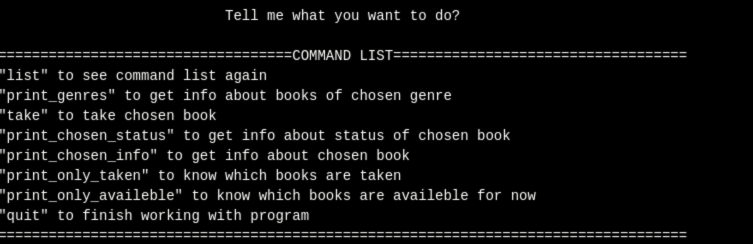 Tell me what you want to do?
===================================COMMAND LIST===================================
"list" to see command list again
"print_genres" to get info about books of chosen genre
"take" to take chosen book
"print_chosen_status" to get info about status of chosen book
"print_chosen_info" to get info about chosen book
"print_only_taken" to know which books are taken
"print_only_availeble" to know which books are availeble for now
"quit" to finish working with program
==================================================================================